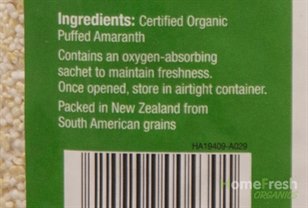 Ingredients: Certified Organic
Puffed Amaranth
Contains an oxygen-absorbing
sachet to maintain freshness.
Once opened, store in airtight container.
Packed in New Zealand from
South American grains
HA19409-A029
HomeFresh
ORGANIC